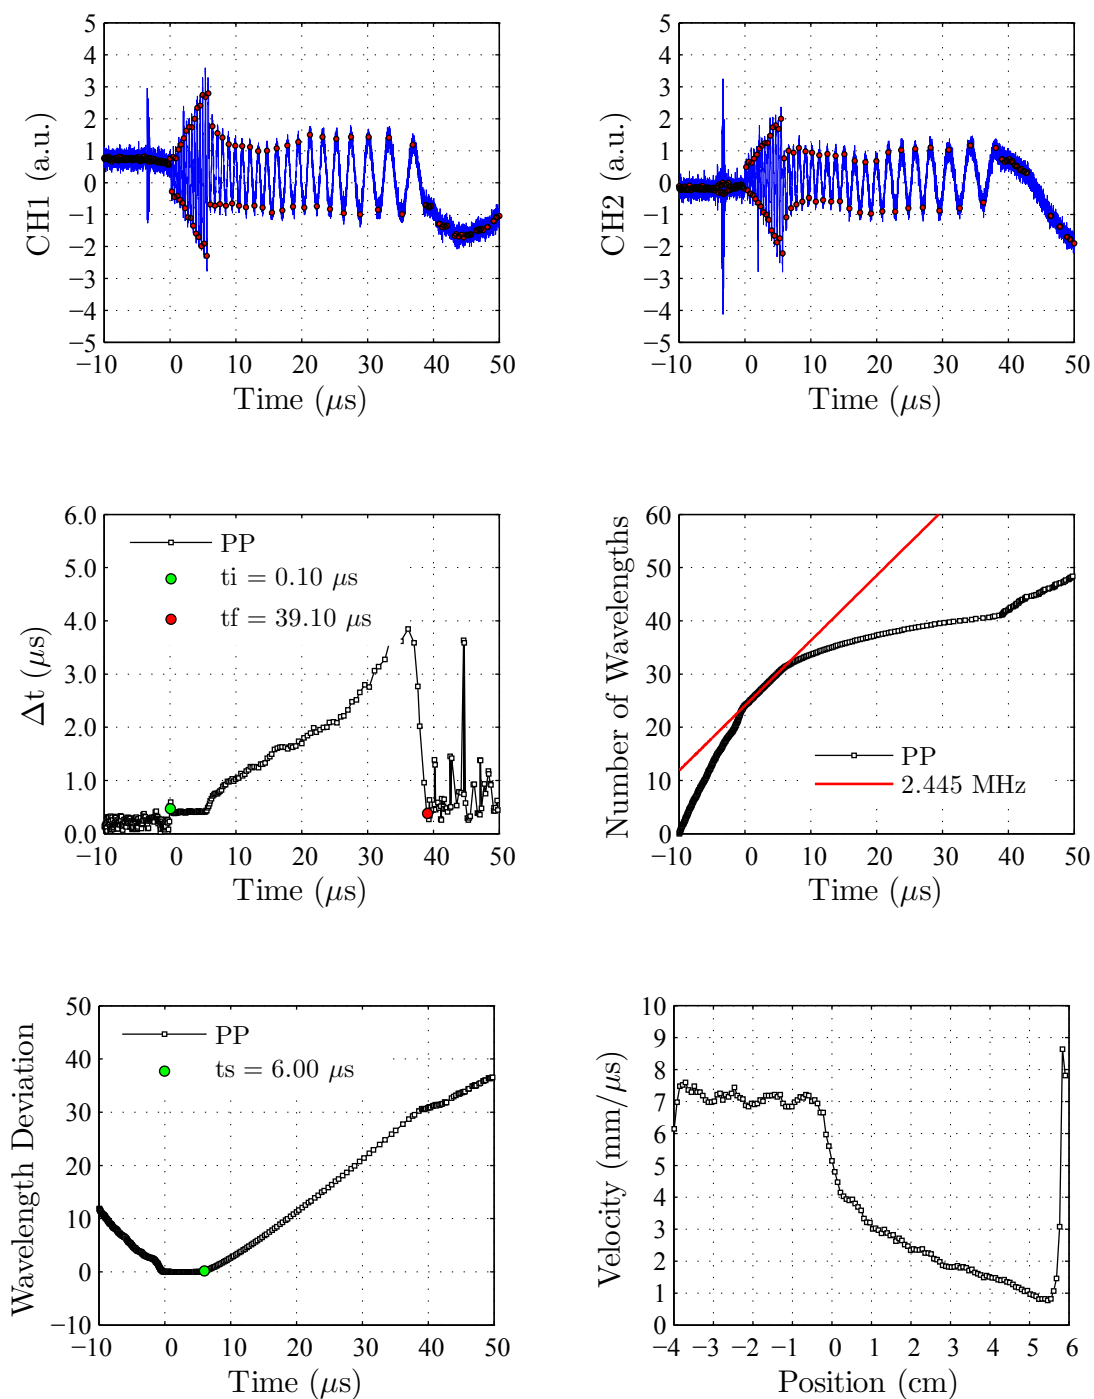 5 5
4 4
3 3
2 2
1 1
0 0
−1 −1
−2 −2
−3 −3
−4 −4
−5 −5
CH1 (a.u.) CH2 (a.u.)
−10 0 10 20 30 40 50 −10 0 10 20 30 40 50
Time (μs) Time (μs)
6.0 60
PP
5.0 50
ti = 0.10 μs
tf = 39.10 μs
4.0 40
3.0 30
2.0 20
PP
1.0 10
2.445 MHz
0.0 0
Δt (μs) Number of Wavelengths
−10 0 10 20 30 40 50 −10 0 10 20 30 40 50
Time (μs) Time (μs)
50 10
PP 9
40 8
ts = 6.00 μs
30 7
6
20 5
4
10 3
0 2
1
−10 0
Wavelength Deviation Velocity (mm/μs)
−10 0 10 20 30 40 50 −4 −3 −2 −1 0 1 2 3 4 5 6
Time (μs) Position (cm)